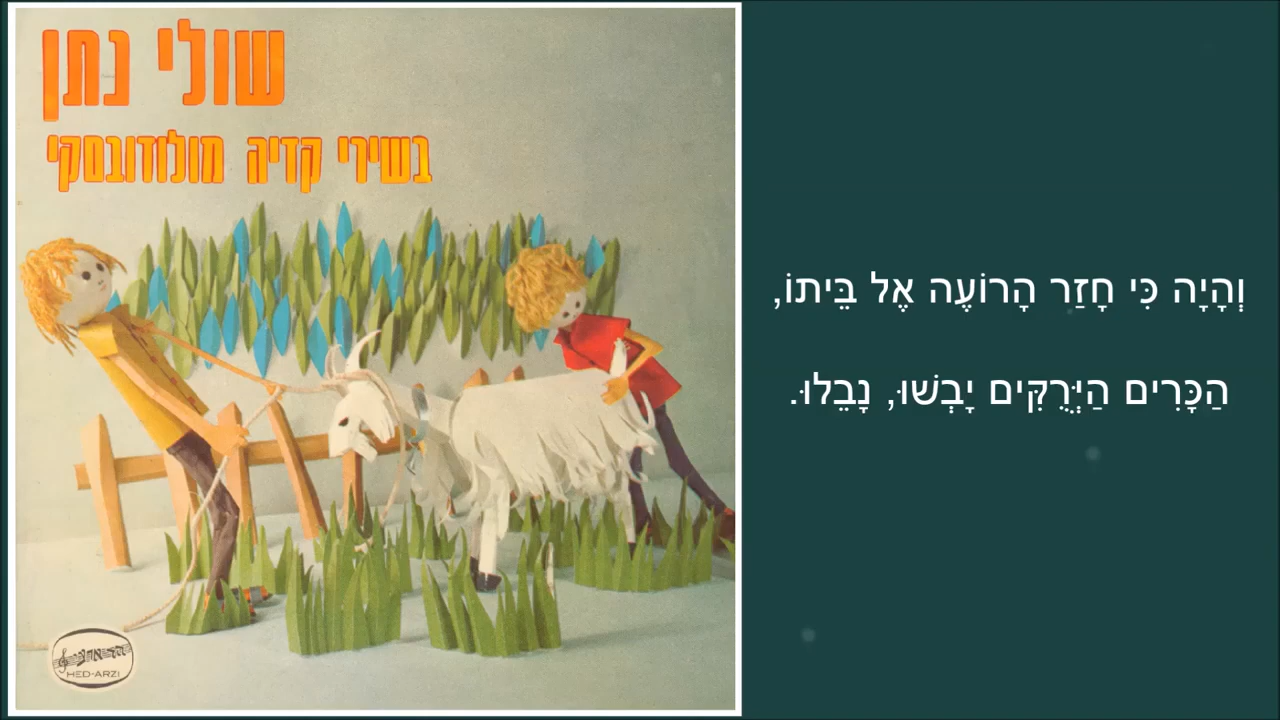 שולי נתן
בשירי קדיה מולודובסקי
HED-ARZI
וְהָיָה כִּי חָזַר הָרוֹעֶה אֶל בֵּיתוֹ,
הַכָּרִים הַיְּרֻקִּים יָבְשׁוּ, נָבֵלוּ.